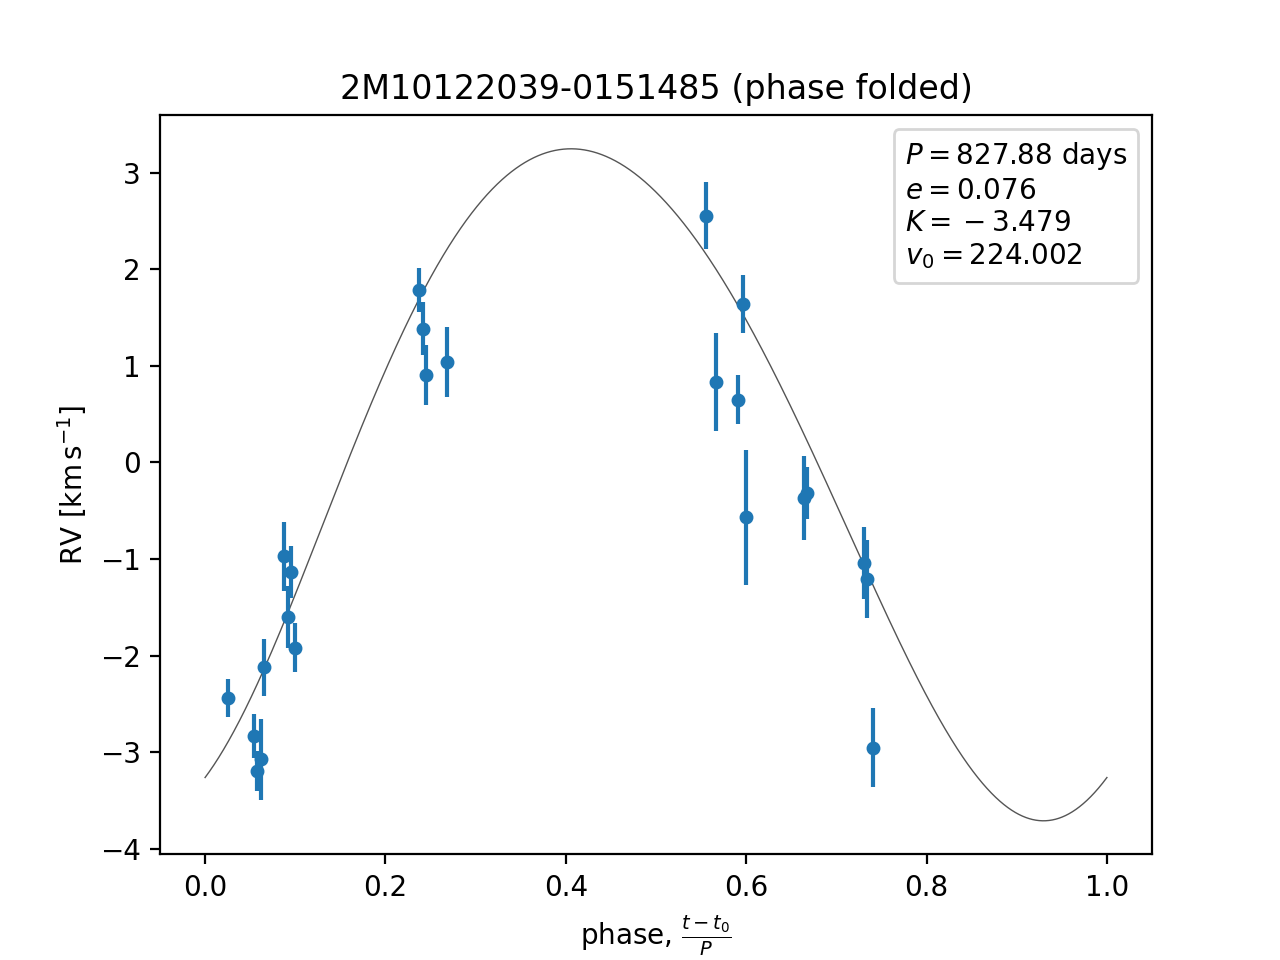 2M10122039-0151485 (phase folded)
P = 827.88 days
e = 0.076
K = −3.479
v₀ = 224.002
RV [km s⁻¹]
3
2
1
0
−1
−2
−3
−4
0.0 0.2 0.4 0.6 0.8 1.0
phase, (t − t₀)/P